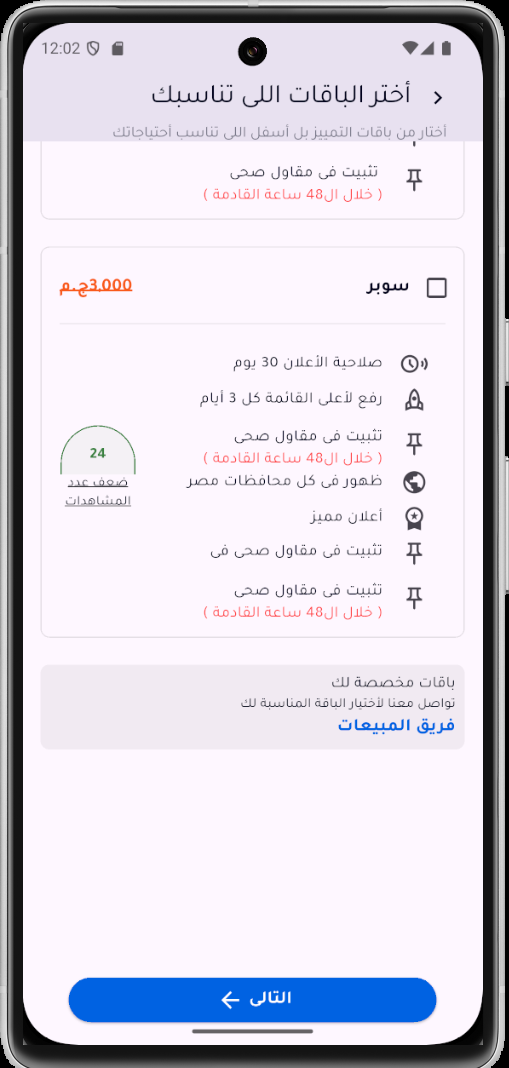 12:02
أختر الباقات اللى تناسبك
أختار من باقات التمييز بل أسفل اللى تناسب أحتياجاتك
تثبيت فى مقاول صحى
( خلال ال48 ساعة القادمة )
سوبر
3,000ج.م
صلاحية الأعلان 30 يوم
رفع لأعلى القائمة كل 3 أيام
تثبيت فى مقاول صحى
( خلال ال48 ساعة القادمة )
ظهور فى كل محافظات مصر
أعلان مميز
تثبيت فى مقاول صحى فى
تثبيت فى مقاول صحى
( خلال ال48 ساعة القادمة )
24
ضعف عدد
المشاهدات
باقات مخصصة لك
تواصل معنا لأختيار الباقة المناسبة لك
فريق المبيعات
التالى